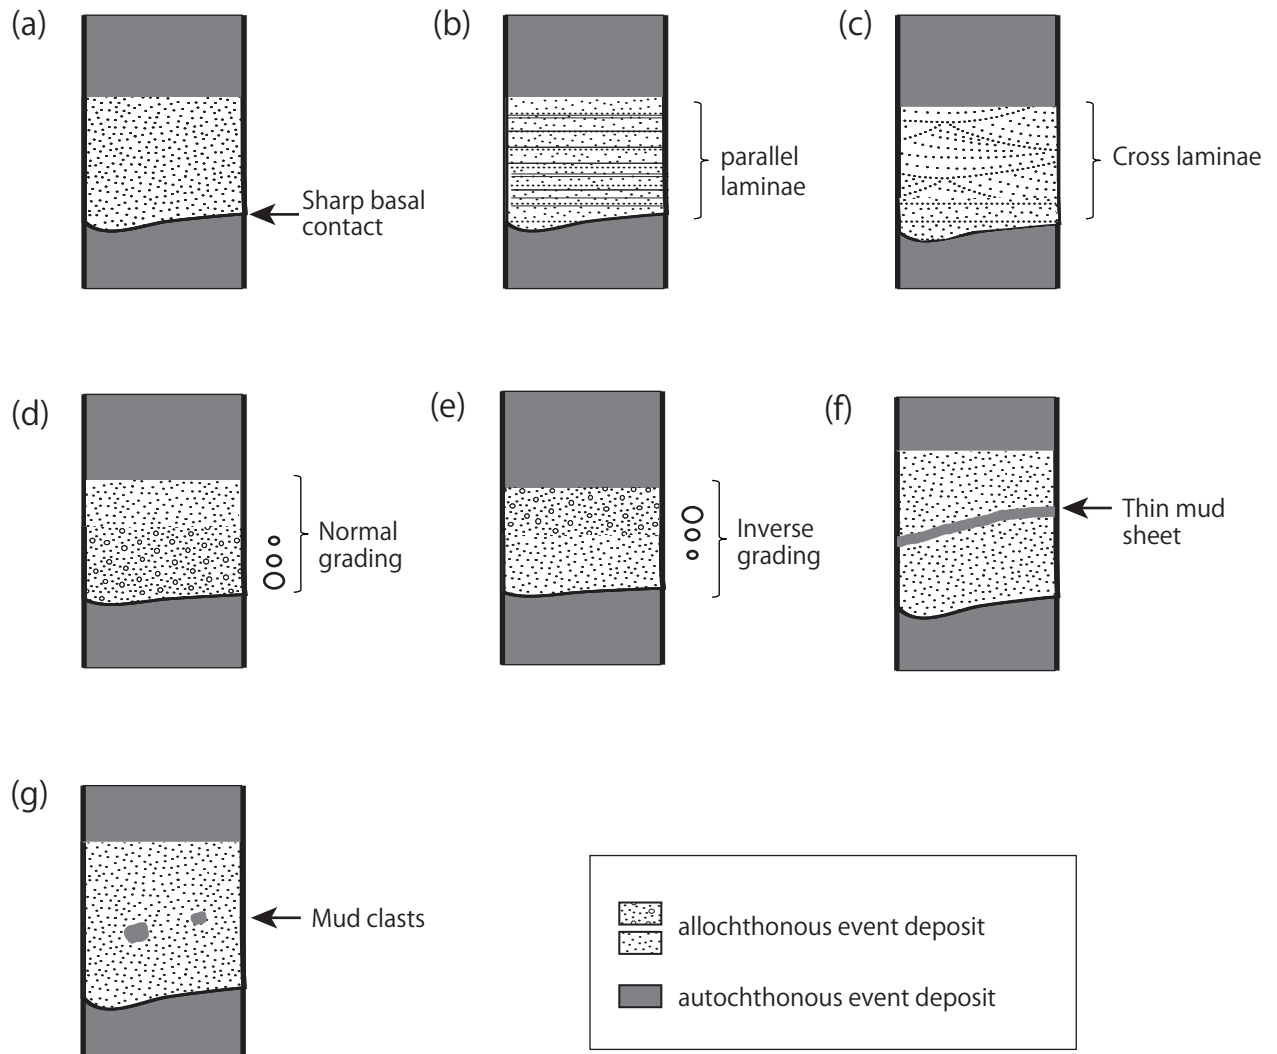 (a)
Sharp basal
contact
(b)
parallel
laminae
(c)
Cross laminae
(d)
Normal
grading
(e)
Inverse
grading
(f)
Thin mud
sheet
(g)
Mud clasts
allochthonous event deposit
autochthonous event deposit